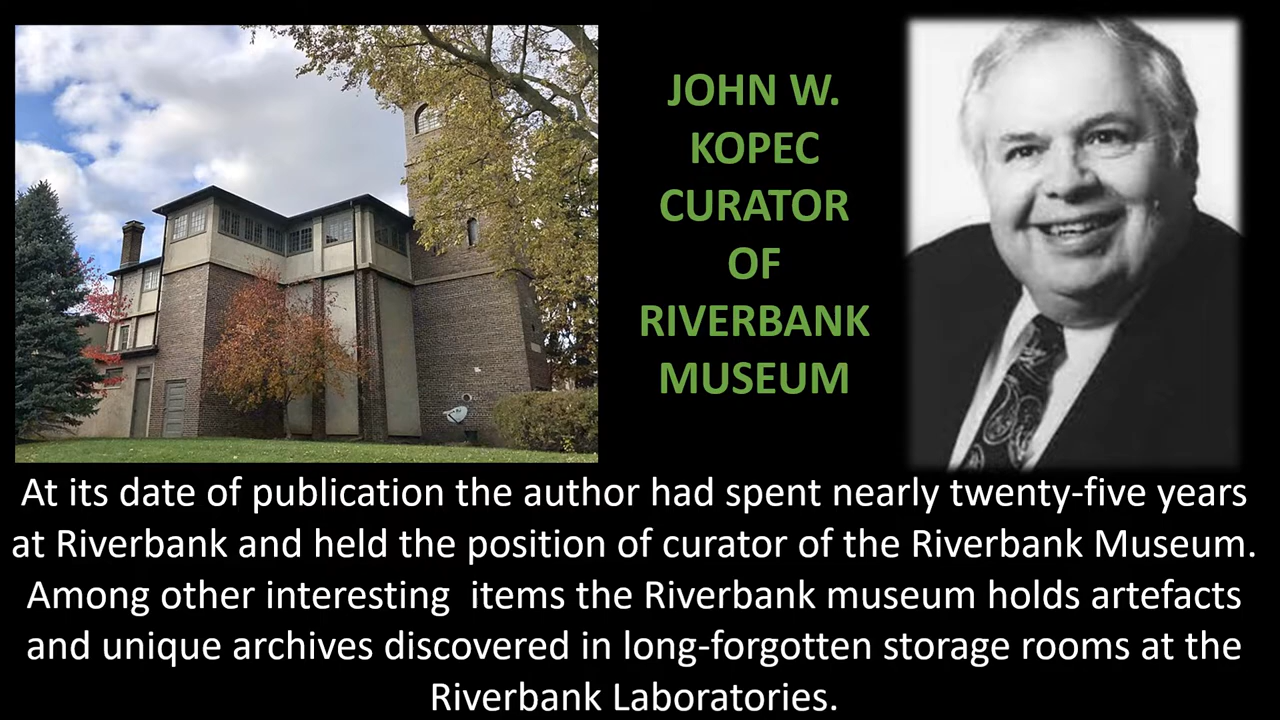 JOHN W.
KOPEC
CURATOR
OF
RIVERBANK
MUSEUM
At its date of publication the author had spent nearly twenty-five years
at Riverbank and held the position of curator of the Riverbank Museum.
Among other interesting  items the Riverbank museum holds artefacts
and unique archives discovered in long-forgotten storage rooms at the
Riverbank Laboratories.